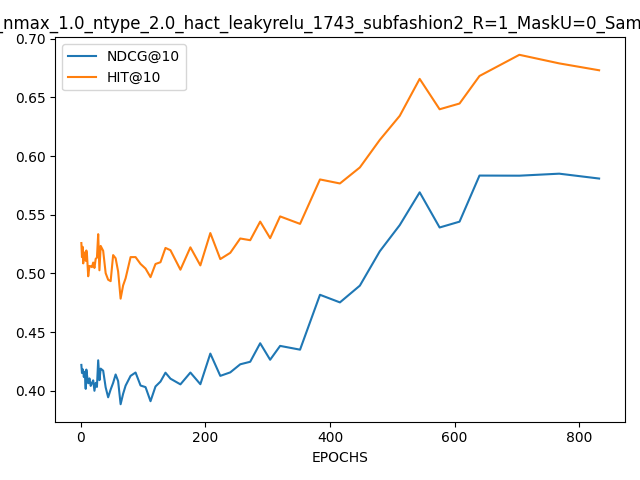 _nmax_1.0_ntype_2.0_hact_leakyrelu_1743_subfashion2_R=1_MaskU=0_Sam
NDCG@10
HIT@10
0.70
0.65
0.60
0.55
0.50
0.45
0.40
0 200 400 600 800
EPOCHS